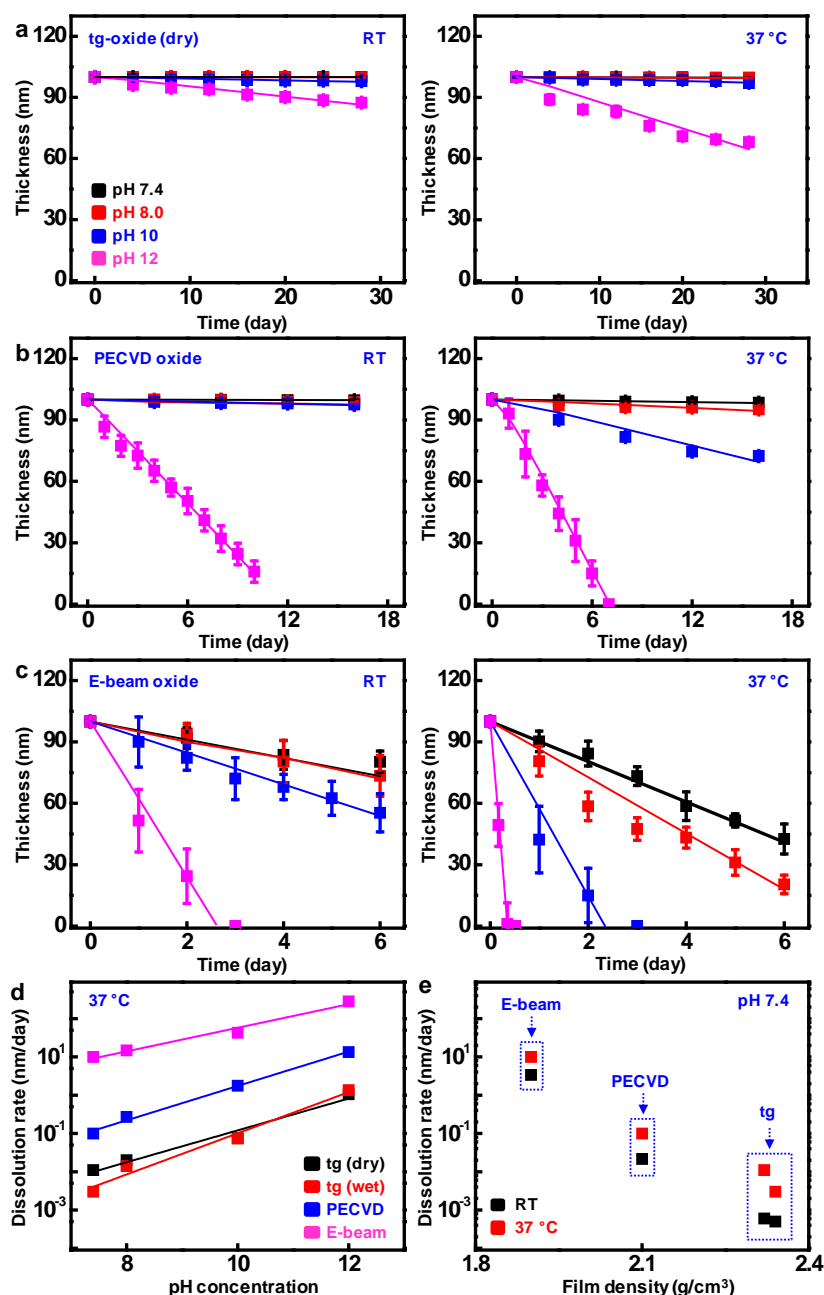 a
tg-oxide (dry)
RT
120
90
60
30
0
Thickness (nm)
pH 7.4
pH 8.0
pH 10
pH 12
0 10 20 30
Time (day)
37 °C
120
90
60
30
0
Thickness (nm)
0 10 20 30
Time (day)
b
PECVD oxide
RT
120
90
60
30
0
Thickness (nm)
0 6 12 18
Time (day)
37 °C
120
90
60
30
0
Thickness (nm)
0 6 12 18
Time (day)
c
E-beam oxide
RT
120
90
60
30
0
Thickness (nm)
0 2 4 6
Time (day)
37 °C
120
90
60
30
0
Thickness (nm)
0 2 4 6
Time (day)
d
37 °C
10¹
10⁻¹
10⁻³
Dissolution rate (nm/day)
tg (dry)
tg (wet)
PECVD
E-beam
8 10 12
pH concentration
e
E-beam
pH 7.4
PECVD
tg
10¹
10⁻¹
10⁻³
Dissolution rate (nm/day)
RT
37 °C
1.8 2.1 2.4
Film density (g/cm³)